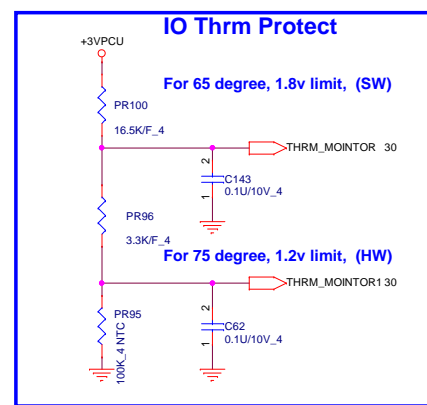 IO Thrm Protect
+3VPCU
For 65 degree, 1.8v limit, (SW)
PR100
16.5K/F_4
THRM_MOINTOR 30
2
C143
0.1U/10V_4
1
PR96
3.3K/F_4
For 75 degree, 1.2v limit, (HW)
THRM_MOINTOR1 30
PR95
100K_4 NTC
2
C62
0.1U/10V_4
1